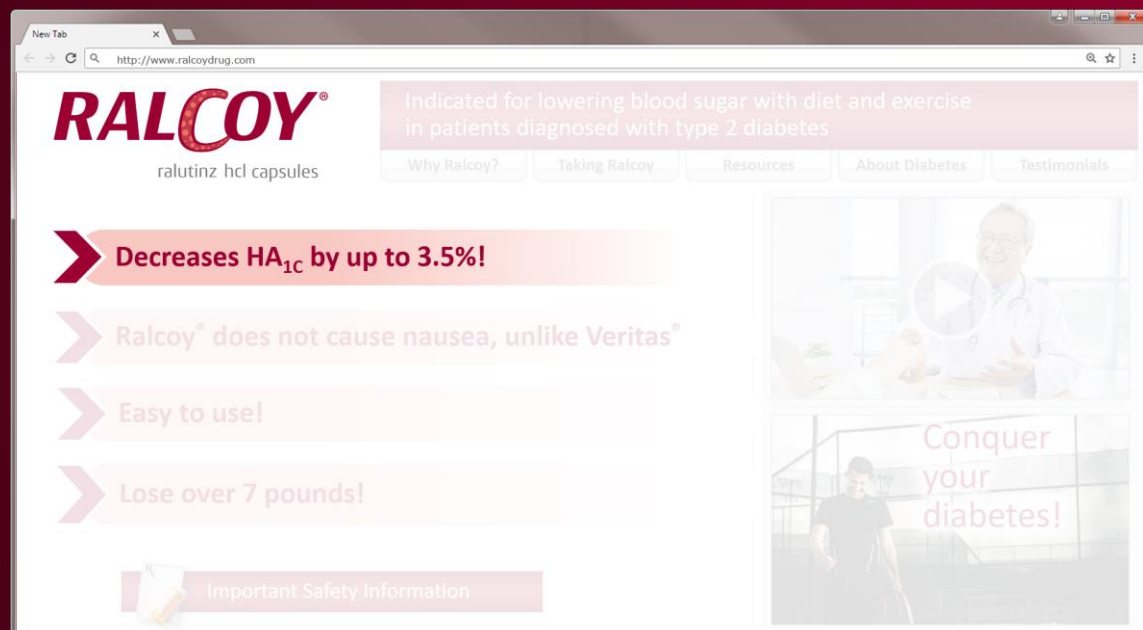 New Tab
http://www.ralcoydrug.com
RALCOY®
ralutinz hcl capsules
Indicated for lowering blood sugar with diet and exercise
in patients diagnosed with type 2 diabetes
Why Ralcoy?
Taking Ralcoy
Resources
About Diabetes
Testimonials
Decreases HA1C by up to 3.5%!
Ralcoy® does not cause nausea, unlike Veritas®
Easy to use!
Lose over 7 pounds!
Conquer
your
diabetes!
Important Safety Information